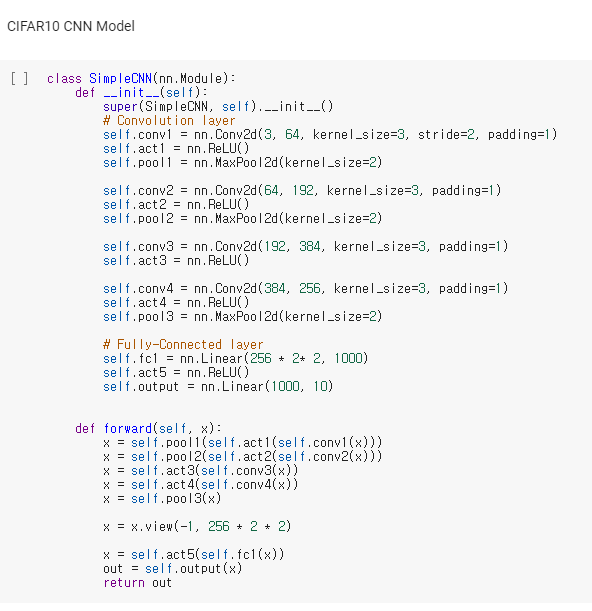 CIFAR10 CNN Model
[ ] class SimpleCNN(nn.Module):
def __init__(self):
super(SimpleCNN, self).__init__()
# Convolution layer
self.conv1 = nn.Conv2d(3, 64, kernel_size=3, stride=2, padding=1)
self.act1 = nn.ReLU()
self.pool1 = nn.MaxPool2d(kernel_size=2)
self.conv2 = nn.Conv2d(64, 192, kernel_size=3, padding=1)
self.act2 = nn.ReLU()
self.pool2 = nn.MaxPool2d(kernel_size=2)
self.conv3 = nn.Conv2d(192, 384, kernel_size=3, padding=1)
self.act3 = nn.ReLU()
self.conv4 = nn.Conv2d(384, 256, kernel_size=3, padding=1)
self.act4 = nn.ReLU()
self.pool3 = nn.MaxPool2d(kernel_size=2)
# Fully-Connected layer
self.fc1 = nn.Linear(256 * 2* 2, 1000)
self.act5 = nn.ReLU()
self.output = nn.Linear(1000, 10)
def forward(self, x):
x = self.pool1(self.act1(self.conv1(x)))
x = self.pool2(self.act2(self.conv2(x)))
x = self.act3(self.conv3(x))
x = self.act4(self.conv4(x))
x = self.pool3(x)
x = x.view(-1, 256 * 2 * 2)
x = self.act5(self.fc1(x))
out = self.output(x)
return out